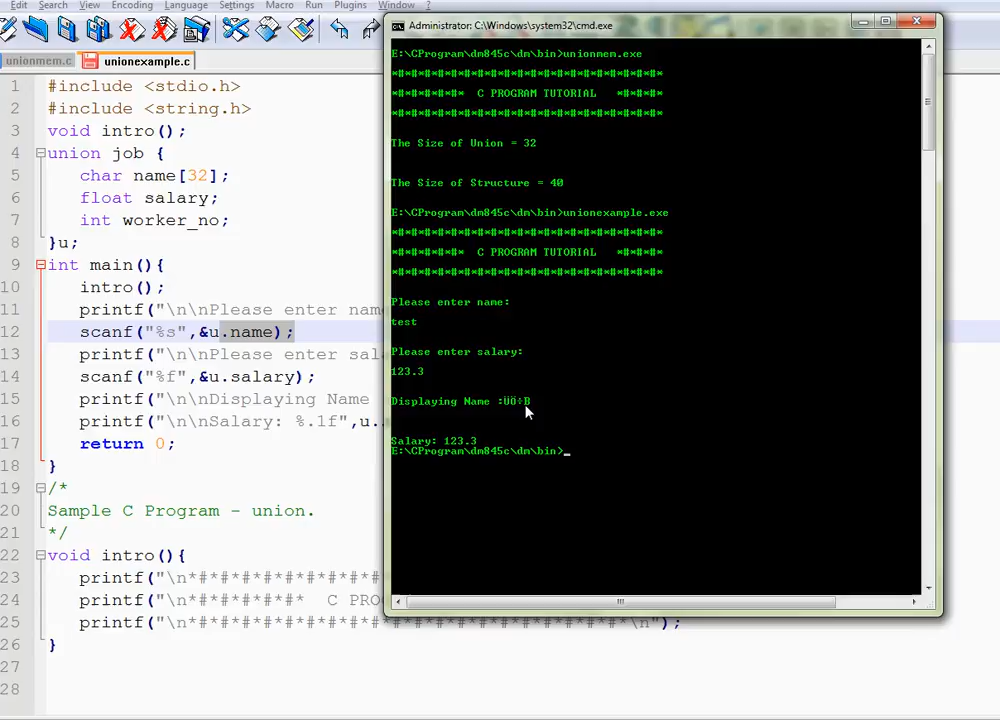 Edit Search View Encoding Language Settings Macro Run Plugins Window ?
unionmem.c unionexample.c
1 #include <stdio.h>
2 #include <string.h>
3 void intro();
4 union job {
5 char name[32];
6 float salary;
7 int worker_no;
8 }u;
9 int main(){
10 intro();
11 printf("\n\nPlease enter name
12 scanf("%s",&u.name);
13 printf("\n\nPlease enter sal
14 scanf("%f",&u.salary);
15 printf("\n\nDisplaying Name
16 printf("\n\nSalary: %.1f",u.
17 return 0;
18 }
19 /*
20 Sample C Program - union.
21 */
22 void intro(){
23 printf("\n*#*#*#*#*#*#*#
24 printf("\n*#*#*#*#* C PRO
25 printf("\n*#*#*#*#*#*#*#*#*#*#*#*#*#*#*#*#*#*\n");
26 }
27
28
Administrator: C:\Windows\system32\cmd.exe
E:\CProgram\dm845c\dm\bin>unionmem.exe
*#*#*#*#*#*#*#*#*#*#*#*#*#*#*#*#*#*#*#*#*
*#*#*#*#* C PROGRAM TUTORIAL *#*#*#*
*#*#*#*#*#*#*#*#*#*#*#*#*#*#*#*#*#*#*#*#*
The Size of Union = 32
The Size of Structure = 40
E:\CProgram\dm845c\dm\bin>unionexample.exe
*#*#*#*#*#*#*#*#*#*#*#*#*#*#*#*#*#*#*#*#*
*#*#*#*#* C PROGRAM TUTORIAL *#*#*#*
*#*#*#*#*#*#*#*#*#*#*#*#*#*#*#*#*#*#*#*#*
Please enter name:
test
Please enter salary:
123.3
Displaying Name :ÜÖ÷B
Salary: 123.3
E:\CProgram\dm845c\dm\bin>_